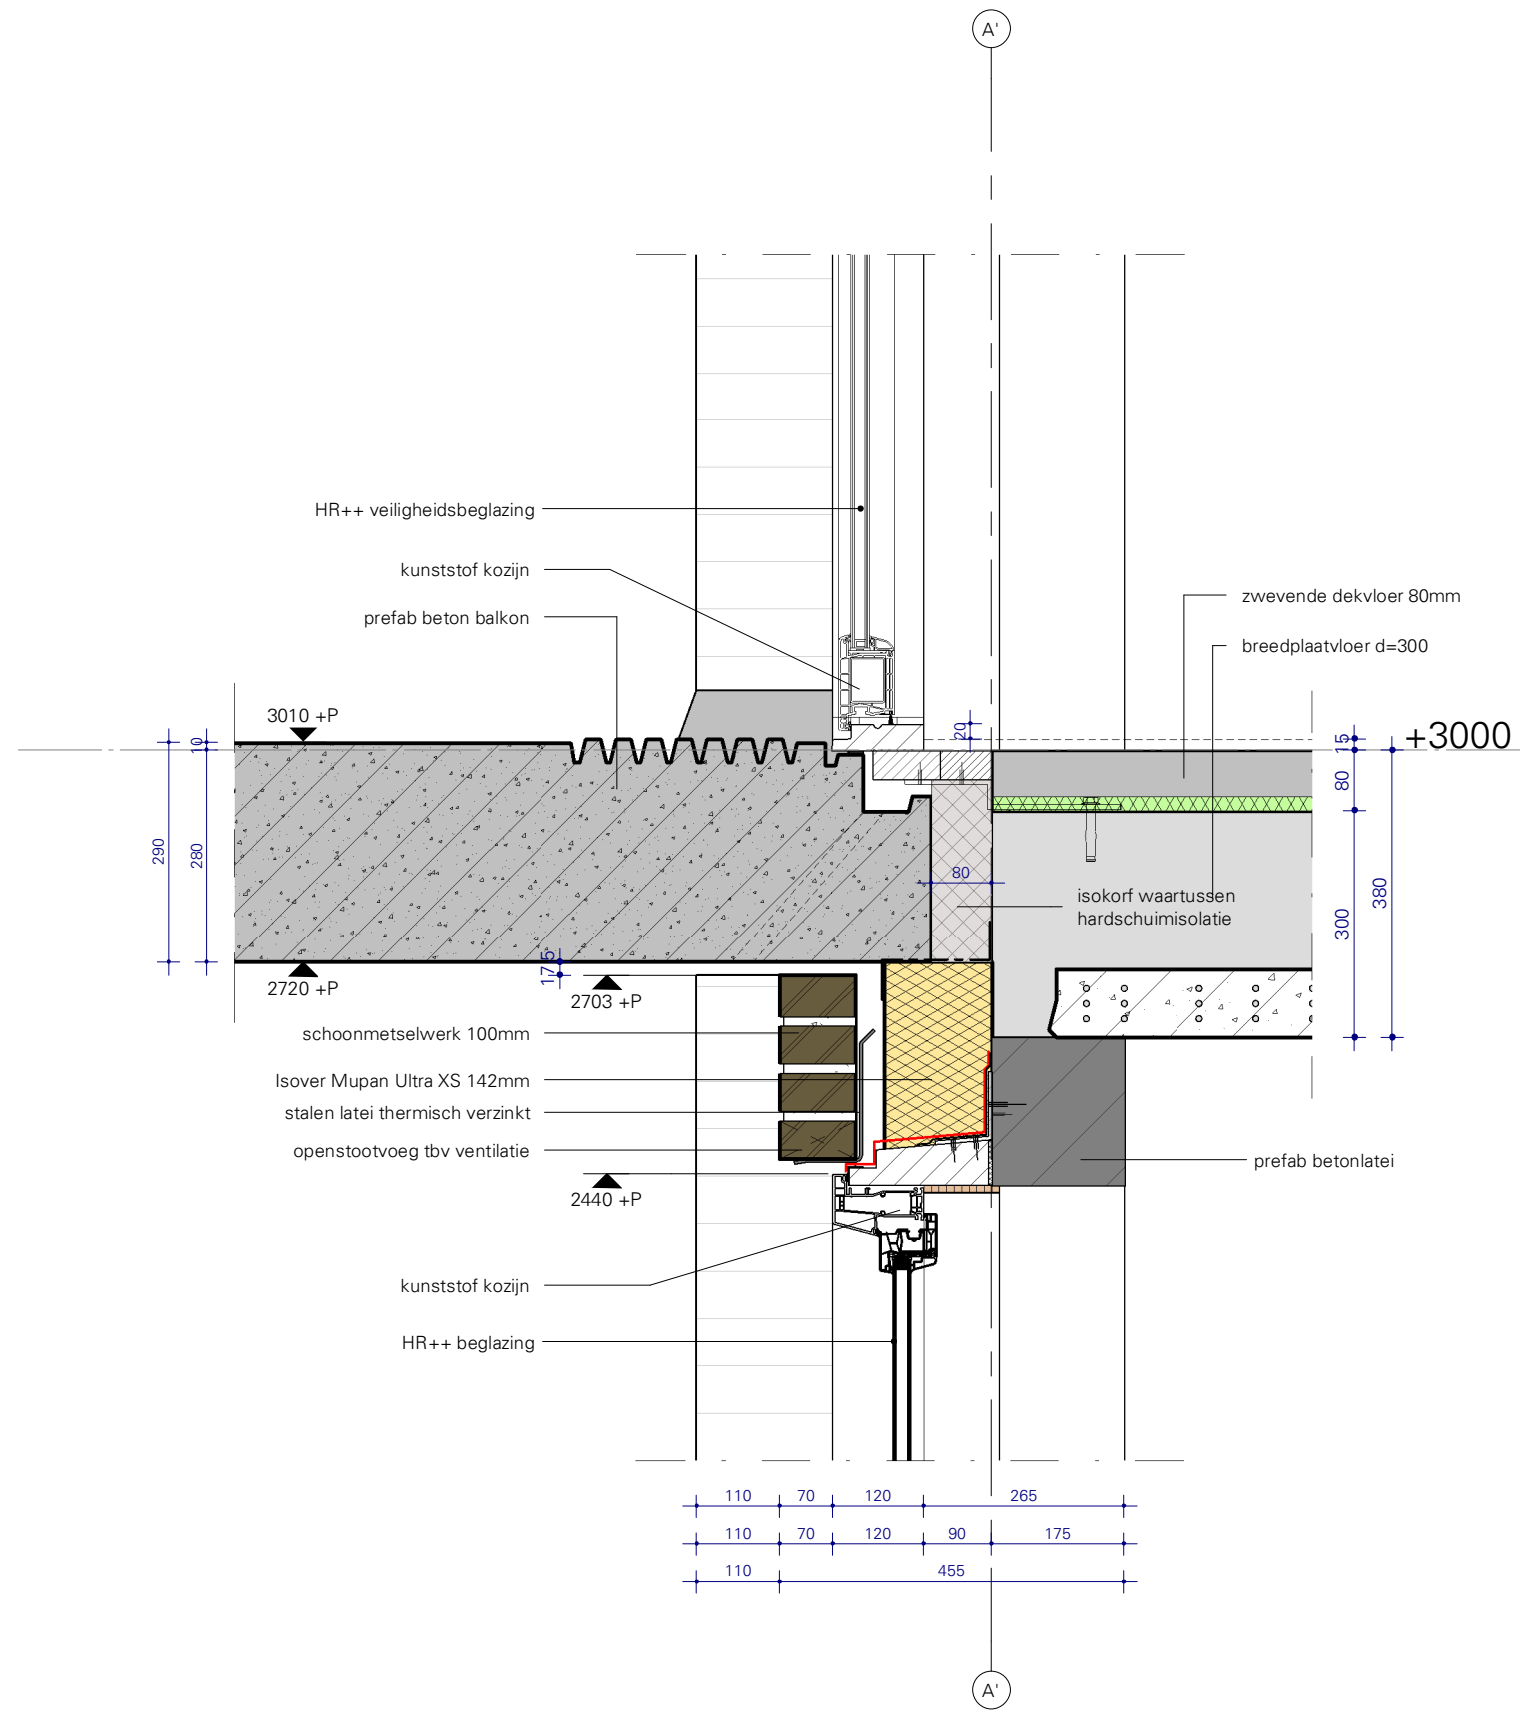 A'
HR++ veiligheidsbeglazing
kunststof kozijn
prefab beton balkon
zwevende dekvloer 80mm
breedplaatvloer d=300
3010 +P
10
20
15
+3000
80
290
280
80
isokorf waartussen
hardschuimisolatie
300
380
17,5
2720 +P
2703 +P
schoonmetselwerk 100mm
Isover Mupan Ultra XS 142mm
stalen latei thermisch verzinkt
openstootvoeg tbv ventilatie
prefab betonlatei
2440 +P
kunststof kozijn
HR++ beglazing
110 70 120 265
110 70 120 90 175
110 455
A'